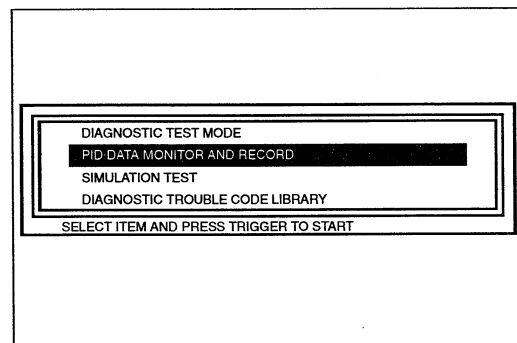 DIAGNOSTIC TEST MODE
PID·DATA MONITOR AND RECORD
SIMULATION TEST
DIAGNOSTIC TROUBLE CODE LIBRARY
SELECT ITEM AND PRESS TRIGGER TO START